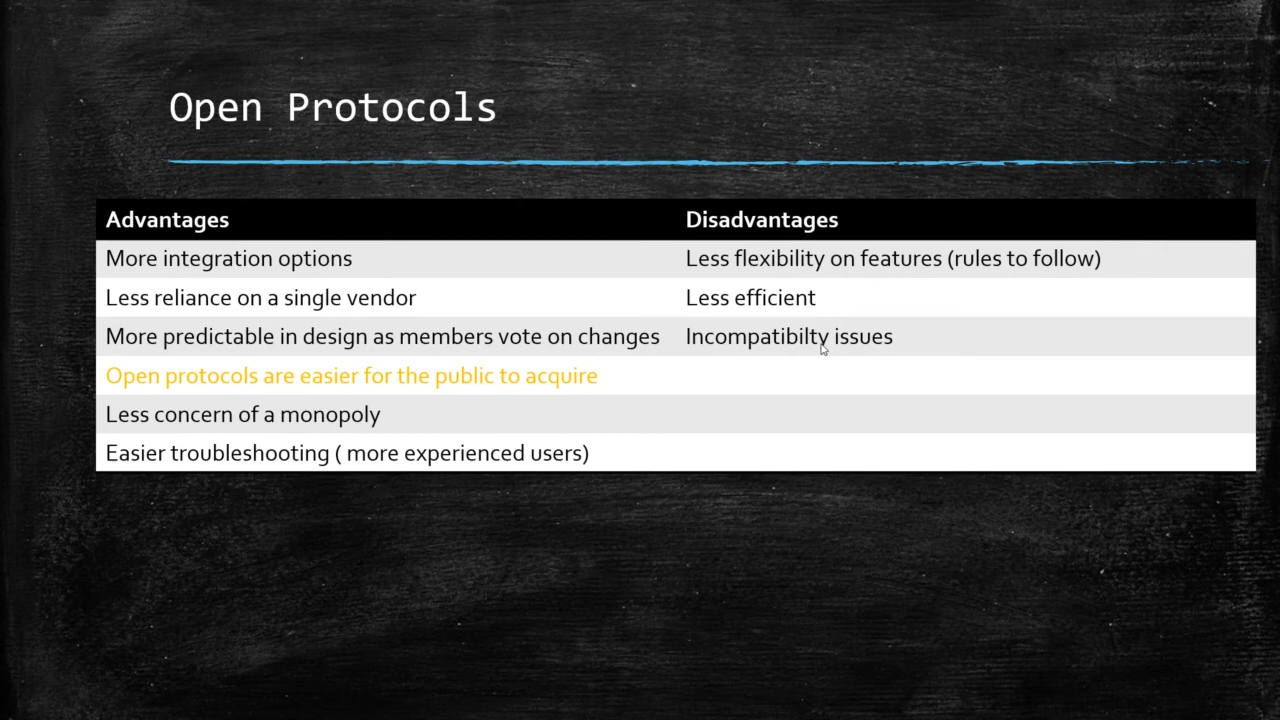 Open Protocols
Advantages Disadvantages
More integration options Less flexibility on features (rules to follow)
Less reliance on a single vendor Less efficient
More predictable in design as members vote on changes Incompatibilty issues
Open protocols are easier for the public to acquire
Less concern of a monopoly
Easier troubleshooting ( more experienced users)